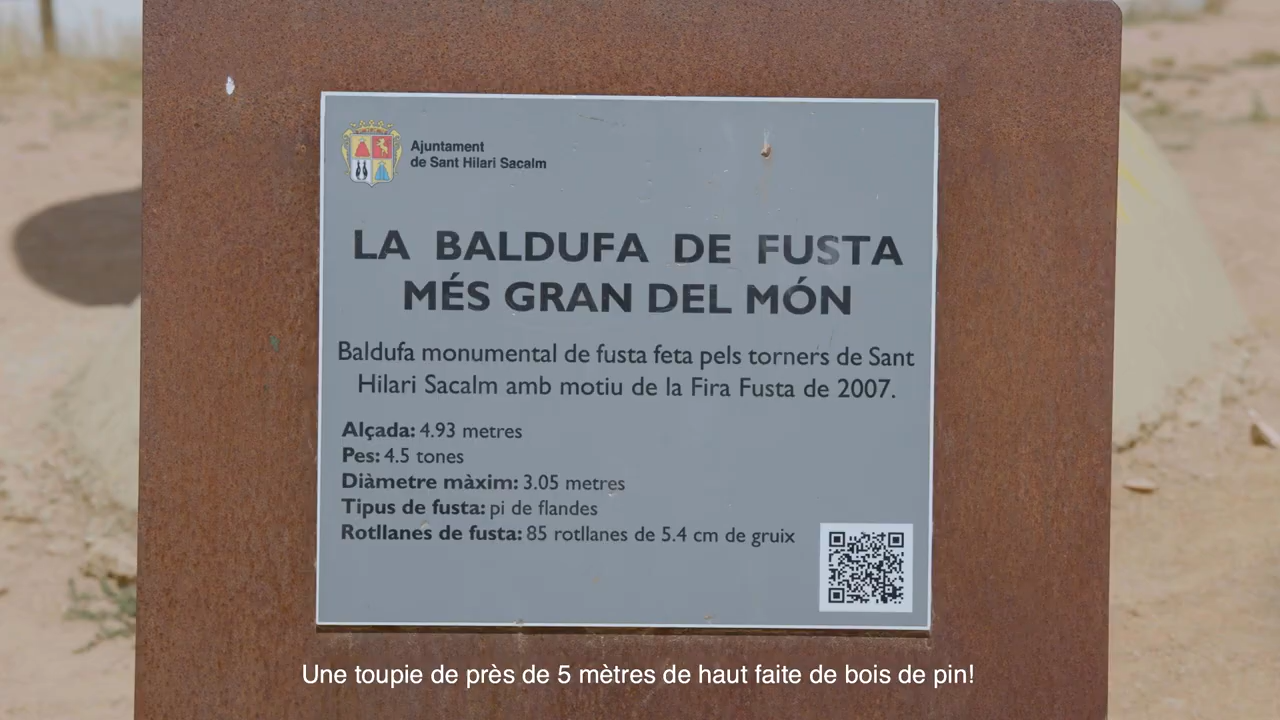 Ajuntament
de Sant Hilari Sacalm
LA BALDUFA DE FUSTA
MÉS GRAN DEL MÓN
Baldufa monumental de fusta feta pels torners de Sant
Hilari Sacalm amb motiu de la Fira Fusta de 2007.
Alçada: 4.93 metres
Pes: 4.5 tones
Diàmetre màxim: 3.05 metres
Tipus de fusta: pi de flandes
Rotllanes de fusta: 85 rotllanes de 5.4 cm de gruix
Une toupie de près de 5 mètres de haut faite de bois de pin!